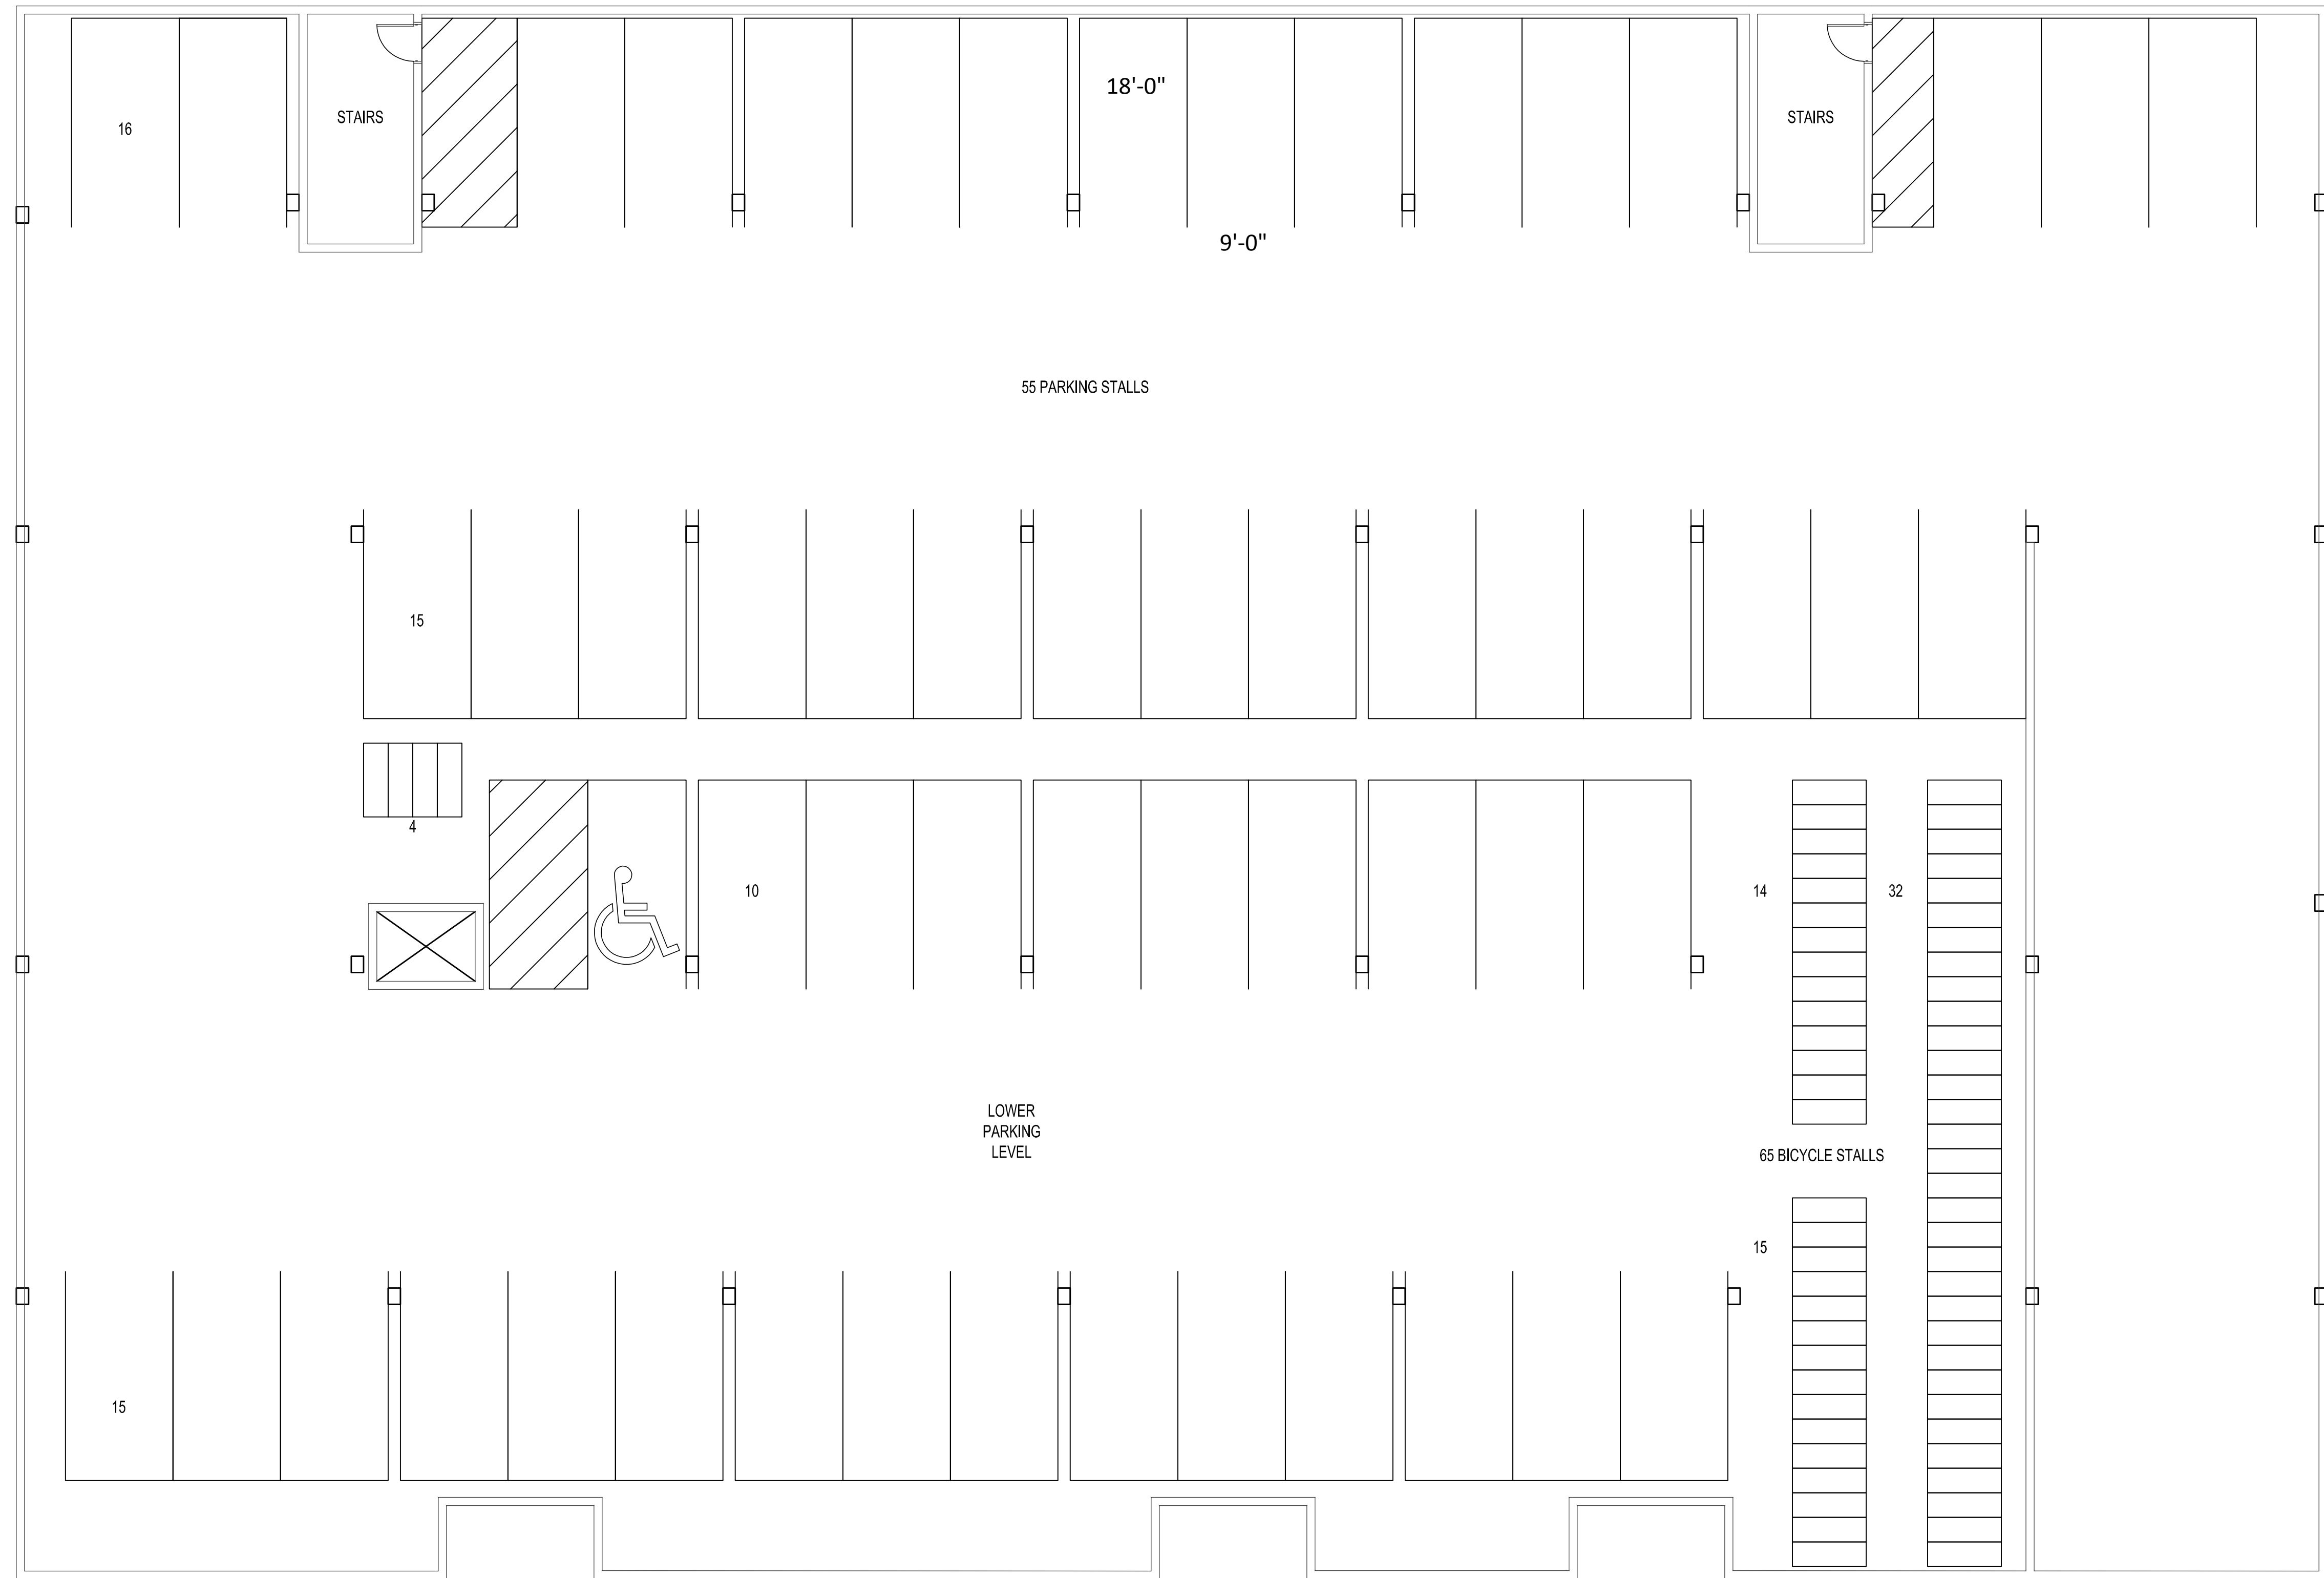 18'-0"
STAIRS
STAIRS
16
9'-0"
55 PARKING STALLS
15
4
10
14
32
LOWER
PARKING
LEVEL
65 BICYCLE STALLS
15
15